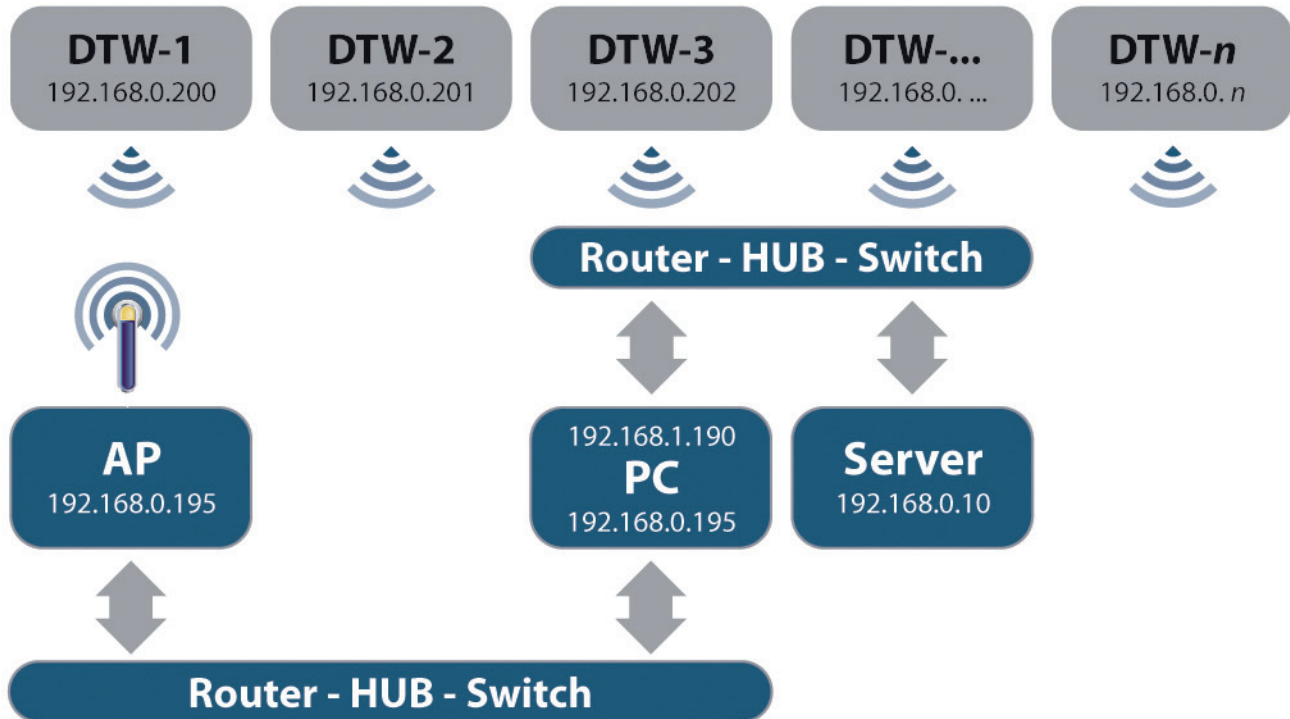 DTW-1
192.168.0.200
DTW-2
192.168.0.201
DTW-3
192.168.0.202
DTW-...
192.168.0. ...
DTW-n
192.168.0. n
Router - HUB - Switch
AP
192.168.0.195
192.168.1.190
PC
192.168.0.195
Server
192.168.0.10
Router - HUB - Switch